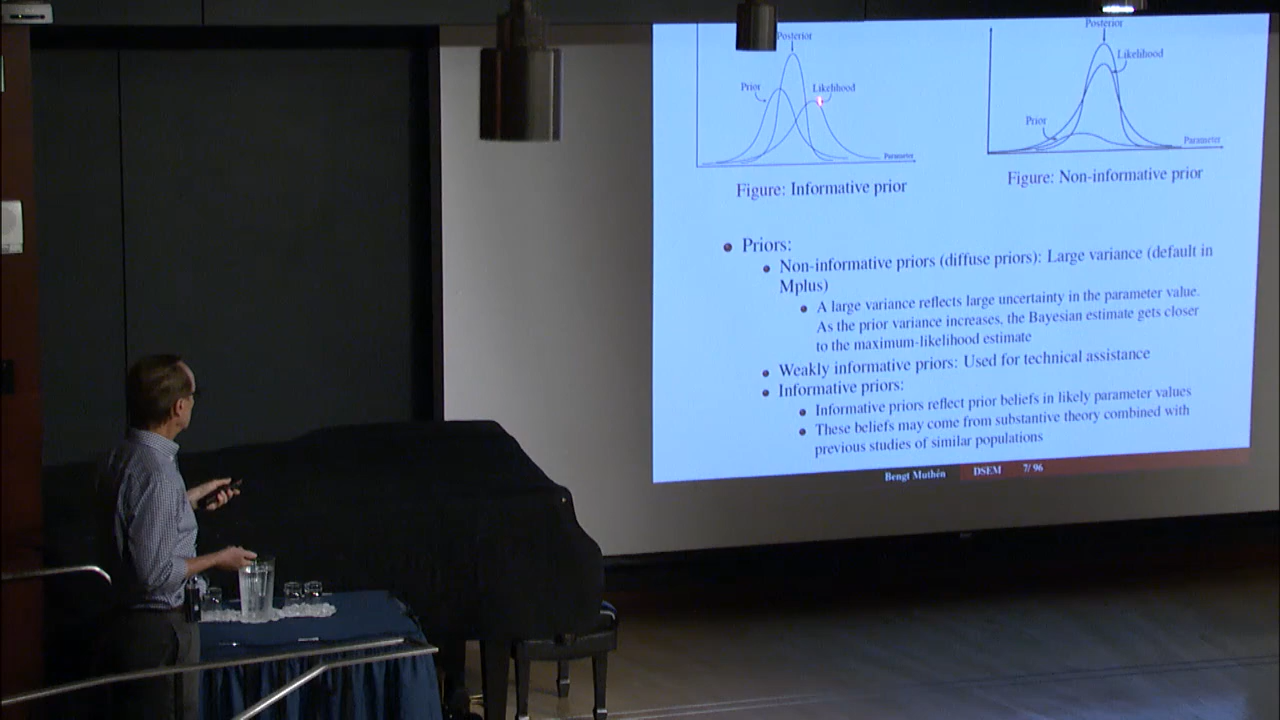 Posterior
Prior
Likelihood
Parameter
Figure: Informative prior
Posterior
Likelihood
Prior
Parameter
Figure: Non-informative prior
Priors:
Non-informative priors (diffuse priors): Large variance (default in
Mplus)
A large variance reflects large uncertainty in the parameter value.
As the prior variance increases, the Bayesian estimate gets closer
to the maximum-likelihood estimate
Weakly informative priors: Used for technical assistance
Informative priors:
Informative priors reflect prior beliefs in likely parameter values
These beliefs may come from substantive theory combined with
previous studies of similar populations
Bengt Muthén DSEM 7/96